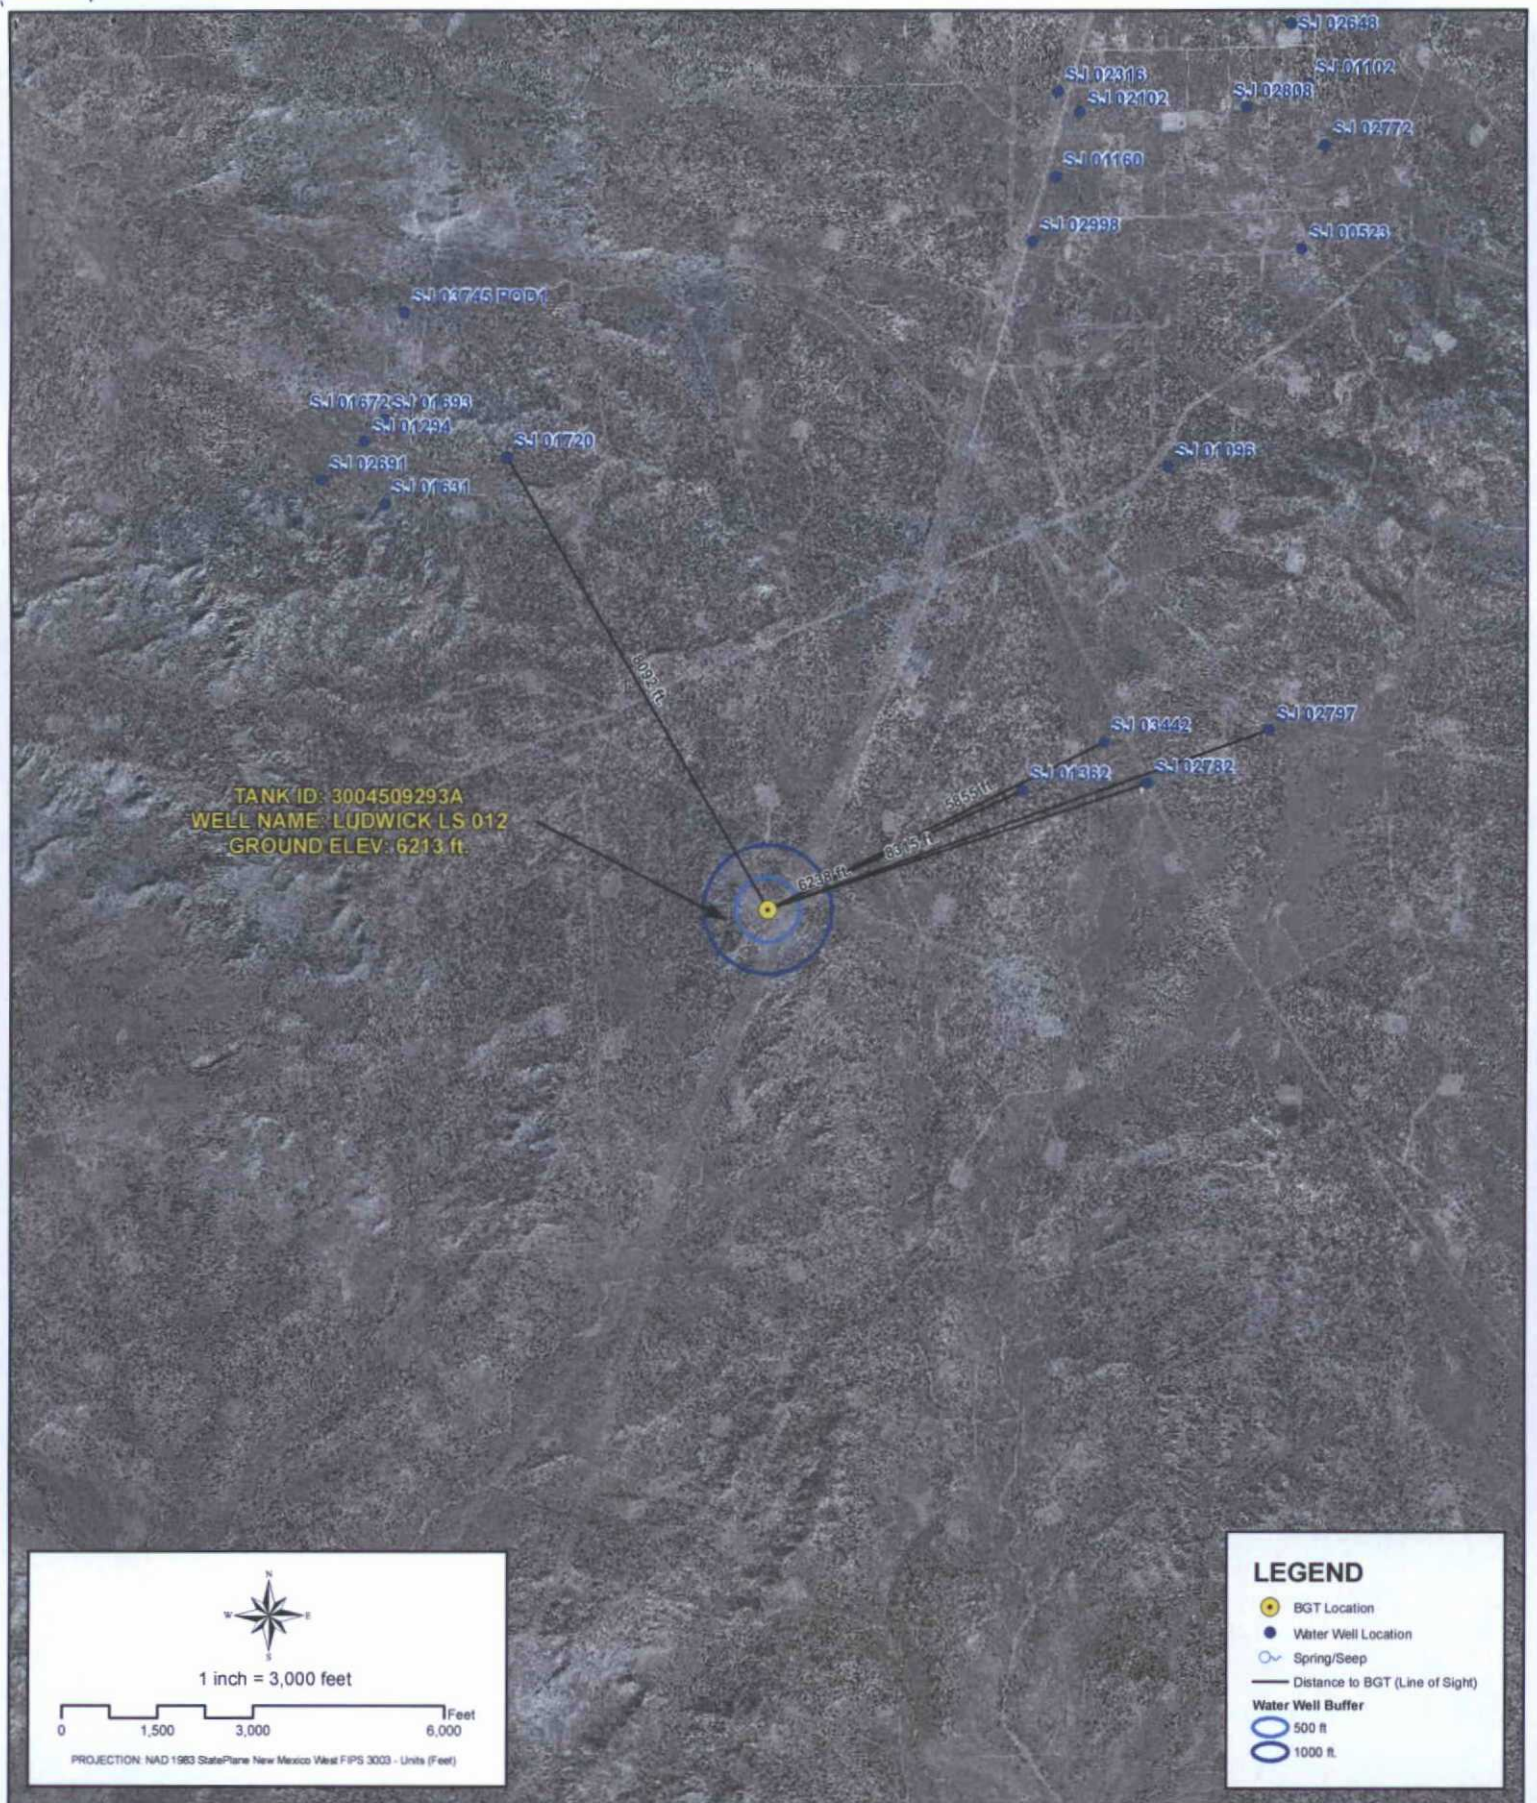 SJ 02648
SJ 01102
SJ 02316
SJ 02808
SJ 02102
SJ 02772
SJ 01160
SJ 02998
SJ 00523
SJ 03745 POD1
SJ 01672 SJ 01693
SJ 01294
SJ 01720
SJ 01096
SJ 02691
SJ 01631
8092 ft.
SJ 02797
SJ 03442
SJ 02782
SJ 01362
TANK ID: 3004509293A
WELL NAME: LUDWICK LS 012
GROUND ELEV: 6213 ft.
5855 ft.
8315 ft.
6238 ft.
N
W E
S
1 inch = 3,000 feet
Feet
0 1,500 3,000 6,000
PROJECTION: NAD 1983 StatePlane New Mexico West FIPS 3003 - Units (Feet)
LEGEND
BGT Location
Water Well Location
Spring/Seep
Distance to BGT (Line of Sight)
Water Well Buffer
500 ft
1000 ft.